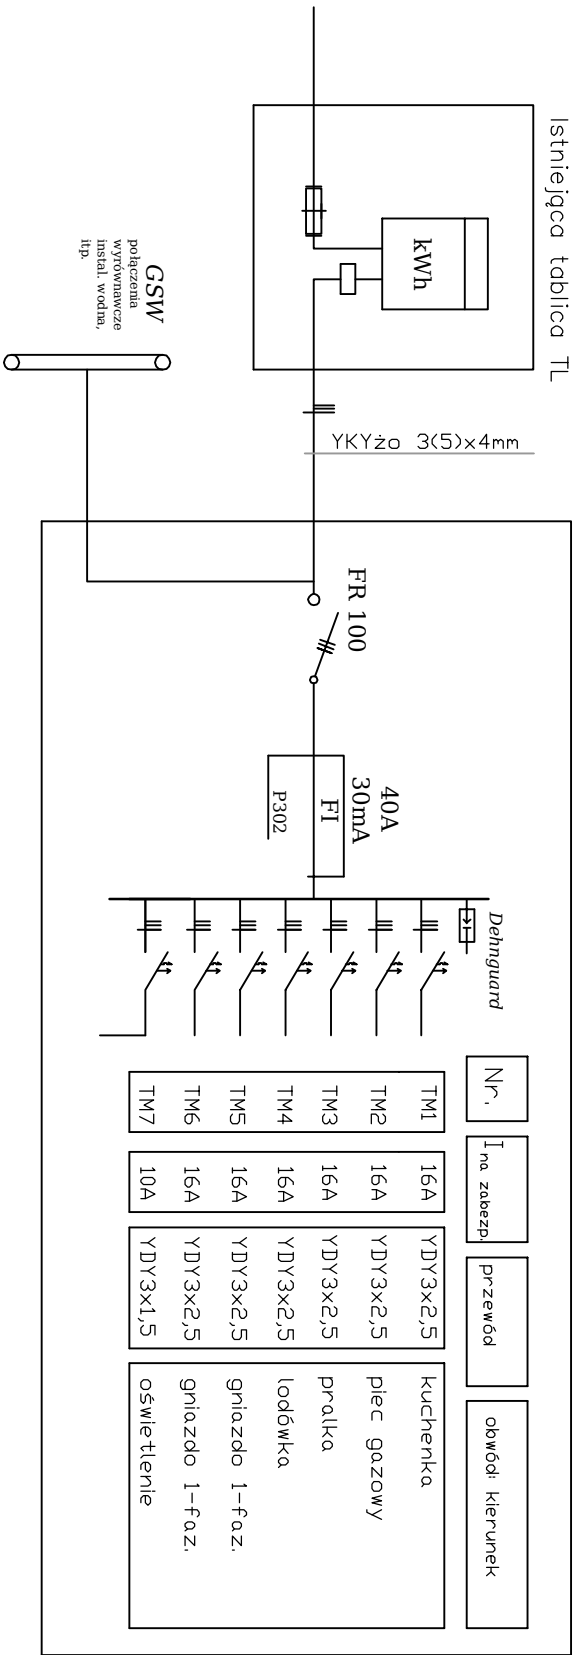 Istniejąca tablica TL
kWh
GSW
połączenia
wyrównawcze
instal. wodna,
itp.
YKYżo 3(5)x4mm
FR 100
40A
30mA
FI
P302
Dehnguard
Nr. I na zabezp. przewód obwód: kierunek
TM1 16A YDY3x2,5 kuchenka
TM2 16A YDY3x2,5 piec gazowy
TM3 16A YDY3x2,5 pralka
TM4 16A YDY3x2,5 lodówka
TM5 16A YDY3x2,5 gniazdo 1-faz.
TM6 16A YDY3x2,5 gniazdo 1-faz.
TM7 10A YDY3x1,5 oświetlenie